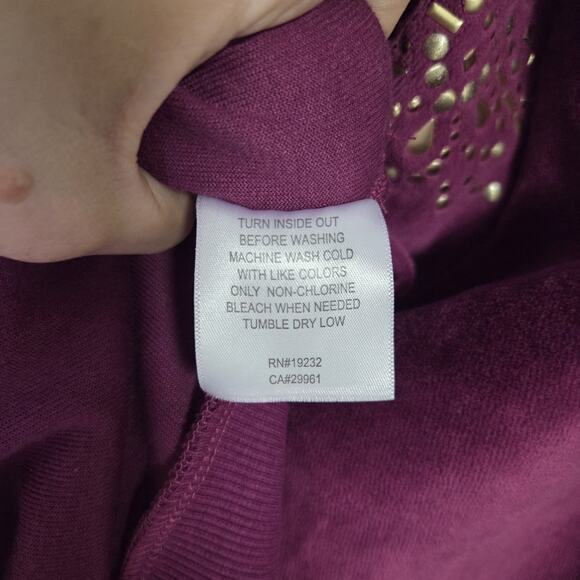 TURN INSIDE OUT
BEFORE WASHING
MACHINE WASH COLD
WITH LIKE COLORS
ONLY NON-CHLORINE
BLEACH WHEN NEEDED
TUMBLE DRY LOW
RN#19232
CA#29961